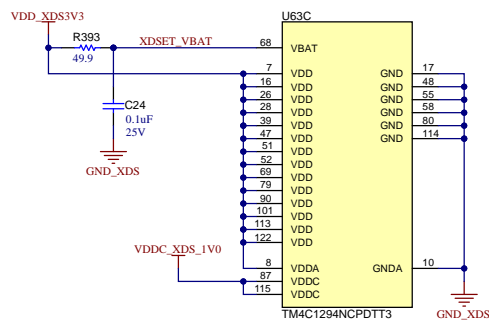 VDD_XDS3V3
U63C
R393
XDSET_VBAT
68
VBAT
49.9
7
VDD
GND
17
16
VDD
GND
48
26
VDD
GND
55
28
VDD
GND
58
39
VDD
GND
80
47
VDD
GND
114
51
VDD
52
VDD
69
VDD
79
VDD
90
VDD
101
VDD
113
VDD
122
VDD
C24
0.1uF
25V
GND_XDS
VDDC_XDS_1V0
8
VDDA
GNDA
10
87
VDDC
115
VDDC
TM4C1294NCPDTT3
GND_XDS